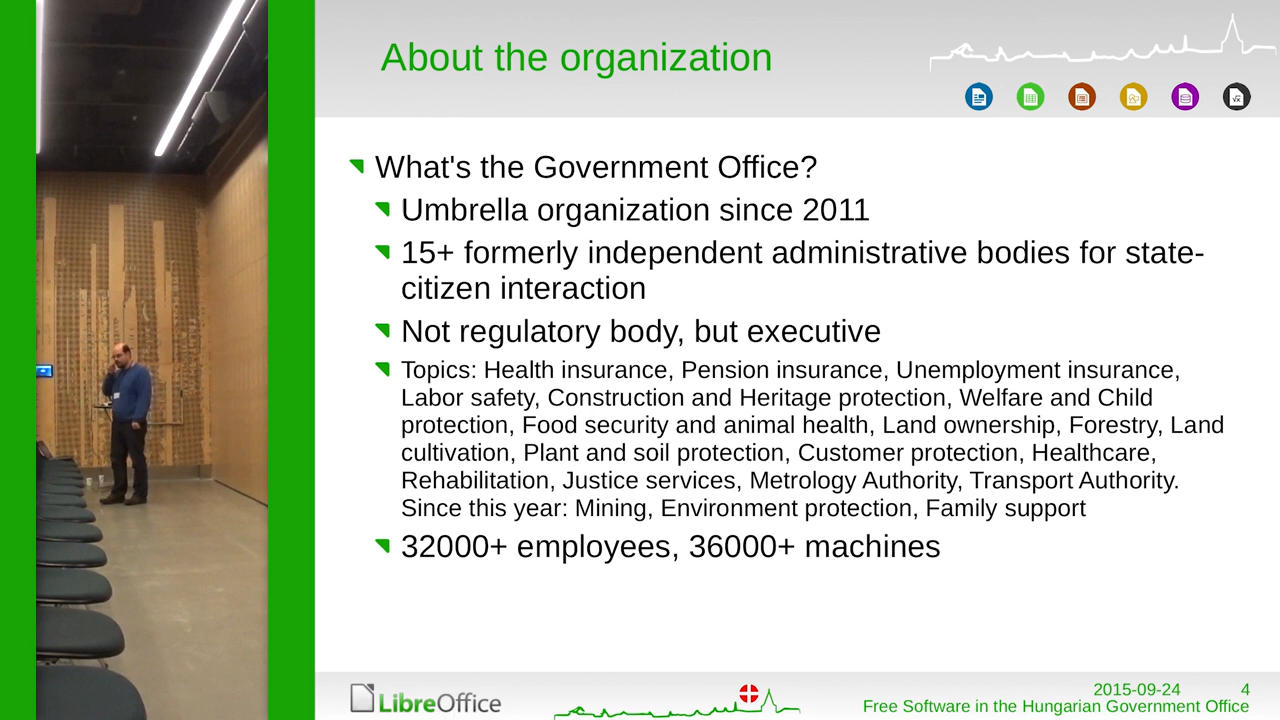 About the organization
What's the Government Office?
Umbrella organization since 2011
15+ formerly independent administrative bodies for state-
citizen interaction
Not regulatory body, but executive
Topics: Health insurance, Pension insurance, Unemployment insurance,
Labor safety, Construction and Heritage protection, Welfare and Child
protection, Food security and animal health, Land ownership, Forestry, Land
cultivation, Plant and soil protection, Customer protection, Healthcare,
Rehabilitation, Justice services, Metrology Authority, Transport Authority.
Since this year: Mining, Environment protection, Family support
32000+ employees, 36000+ machines
LibreOffice
2015-09-24 4
Free Software in the Hungarian Government Office